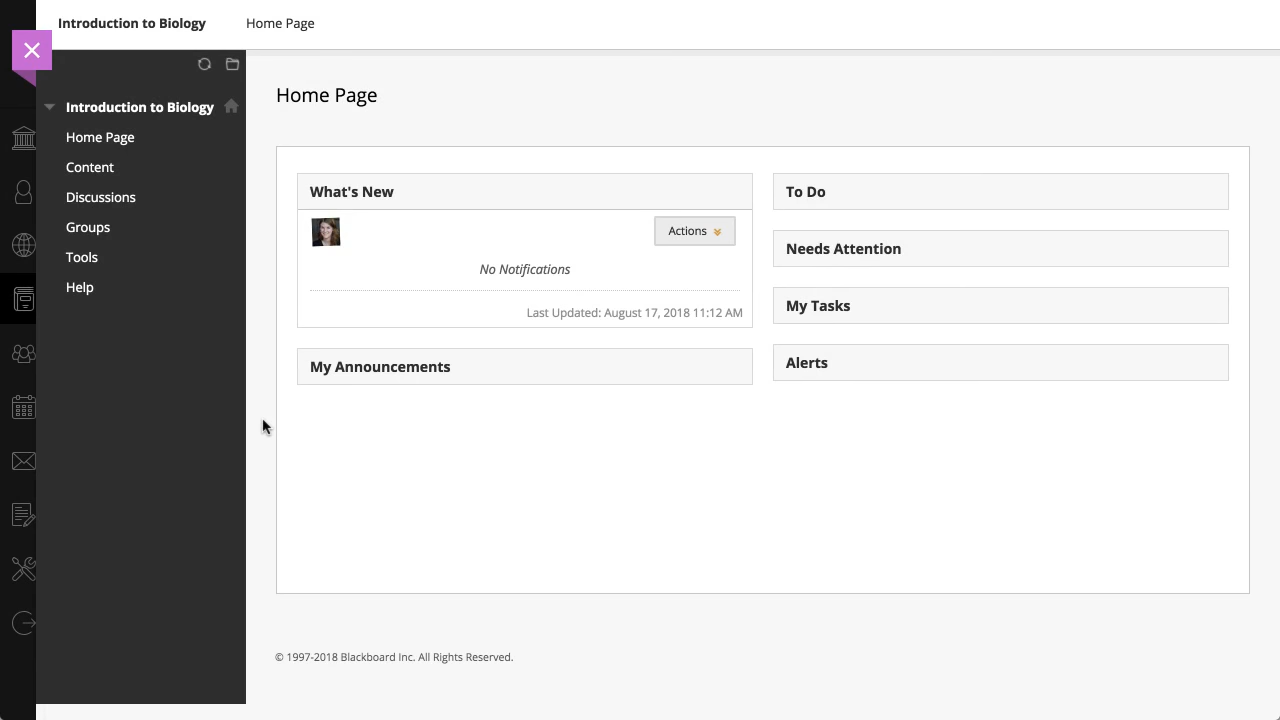 Introduction to Biology
Home Page
Introduction to Biology
Home Page
Content
Discussions
Groups
Tools
Help
Home Page
What's New
Actions
No Notifications
Last Updated: August 17, 2018 11:12 AM
My Announcements
To Do
Needs Attention
My Tasks
Alerts
© 1997-2018 Blackboard Inc. All Rights Reserved.